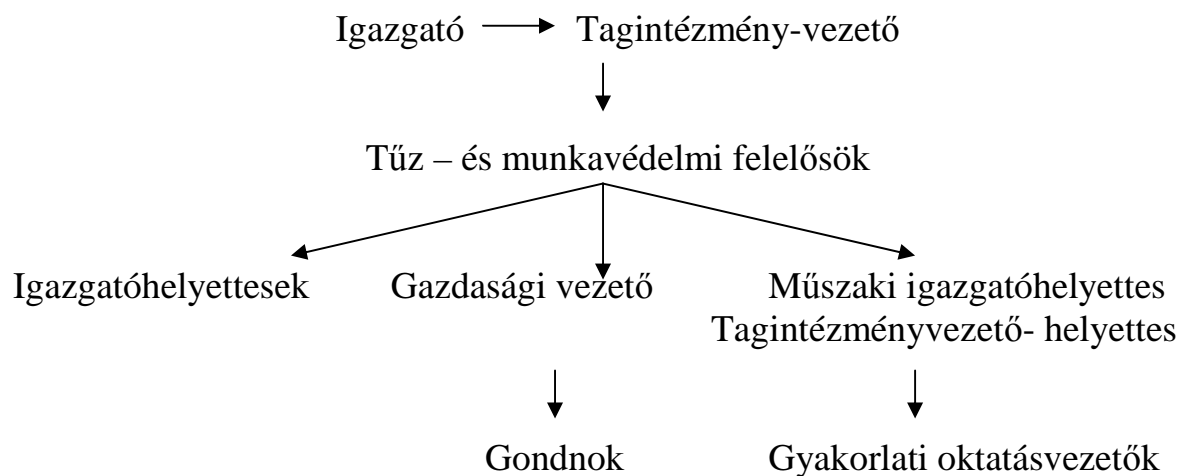 Igazgató Tagintézmény-vezető
Tűz – és munkavédelmi felelősök
Igazgatóhelyettesek Gazdasági vezető Műszaki igazgatóhelyettes
Tagintézményvezető- helyettes
Gondnok Gyakorlati oktatásvezetők